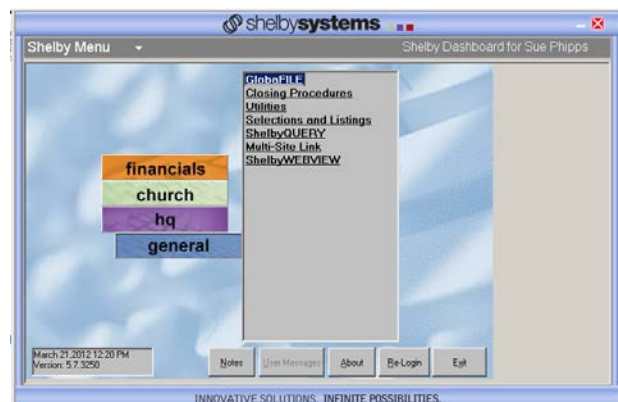 shelbysystems
Shelby Menu
Shelby Dashboard for Sue Phipps
GlobaFILE
Closing Procedures
Utilities
Selections and Listings
ShelbyQUERY
Multi-Site Link
ShelbyWEBVIEW
financials
church
hq
general
March 21,2012 12:20 PM
Version: 5.7.3250
Notes
User Messages
About
Re-Login
Exit
INNOVATIVE SOLUTIONS. INFINITE POSSIBILITIES.